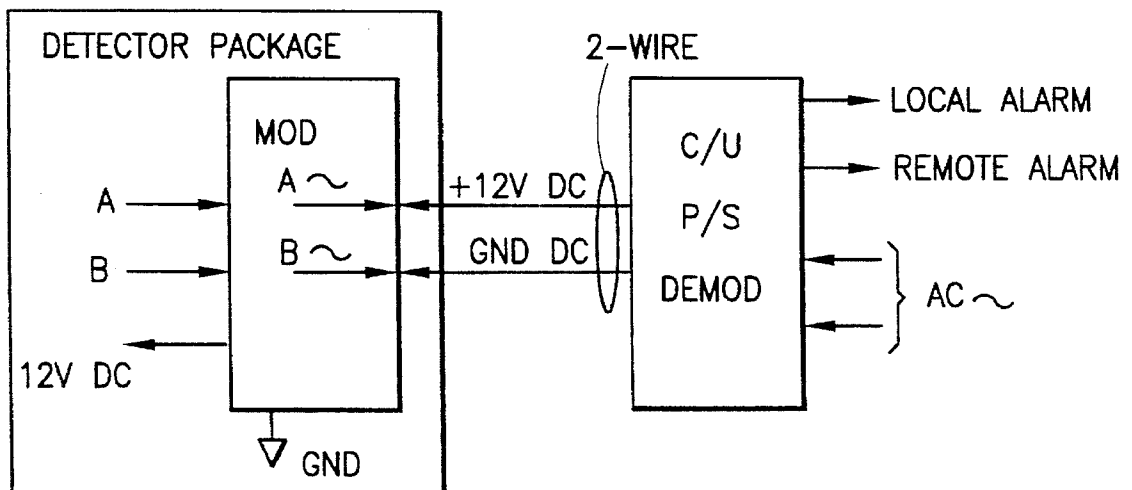 DETECTOR PACKAGE
2-WIRE
MOD
A ~
B ~
A
B
12V DC
GND
+12V DC
GND DC
C/U
P/S
DEMOD
LOCAL ALARM
REMOTE ALARM
AC ~